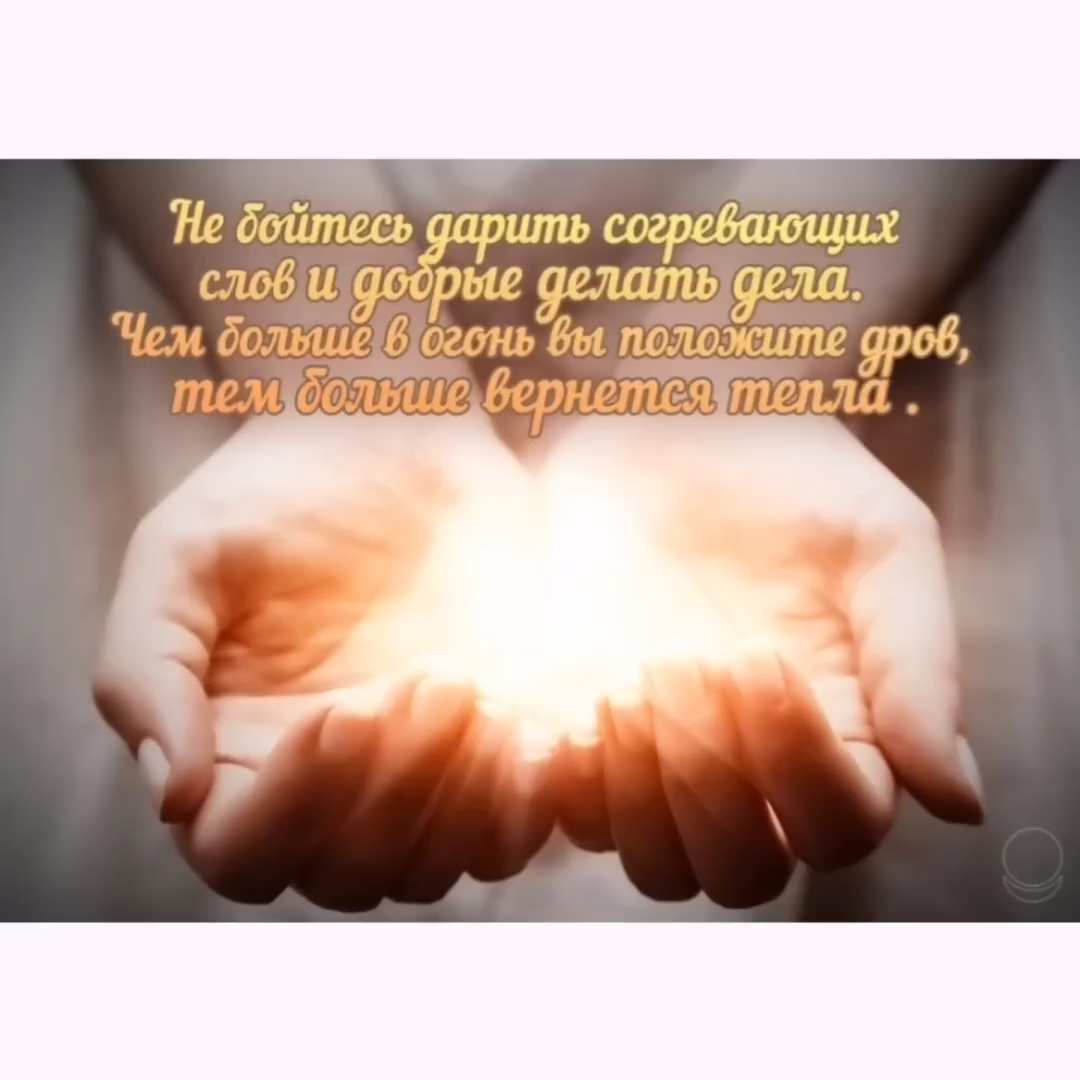 Не бойтесь дарить согревающих
слов и добрые делать дела.
Чем больше в огонь вы положите дров,
тем больше вернется тепла .